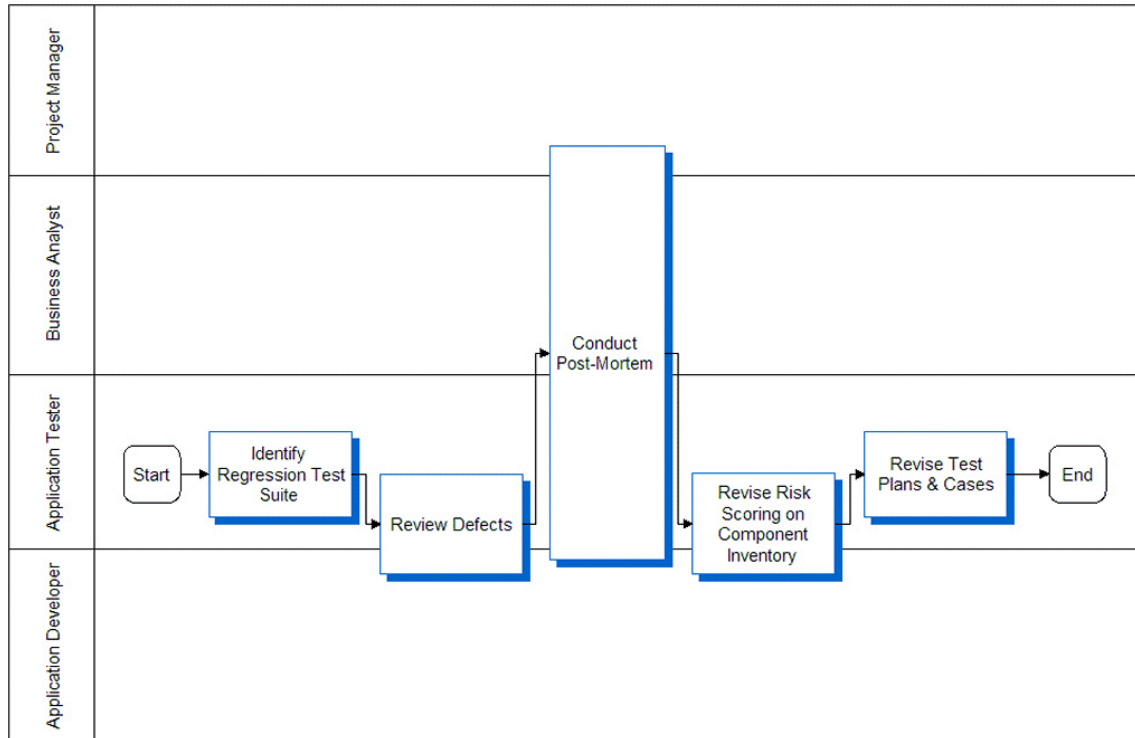 Project Manager
Business Analyst
Application Tester
Application Developer
Start
Identify
Regression Test
Suite
Review Defects
Conduct
Post-Mortem
Revise Risk
Scoring on
Component
Inventory
Revise Test
Plans & Cases
End